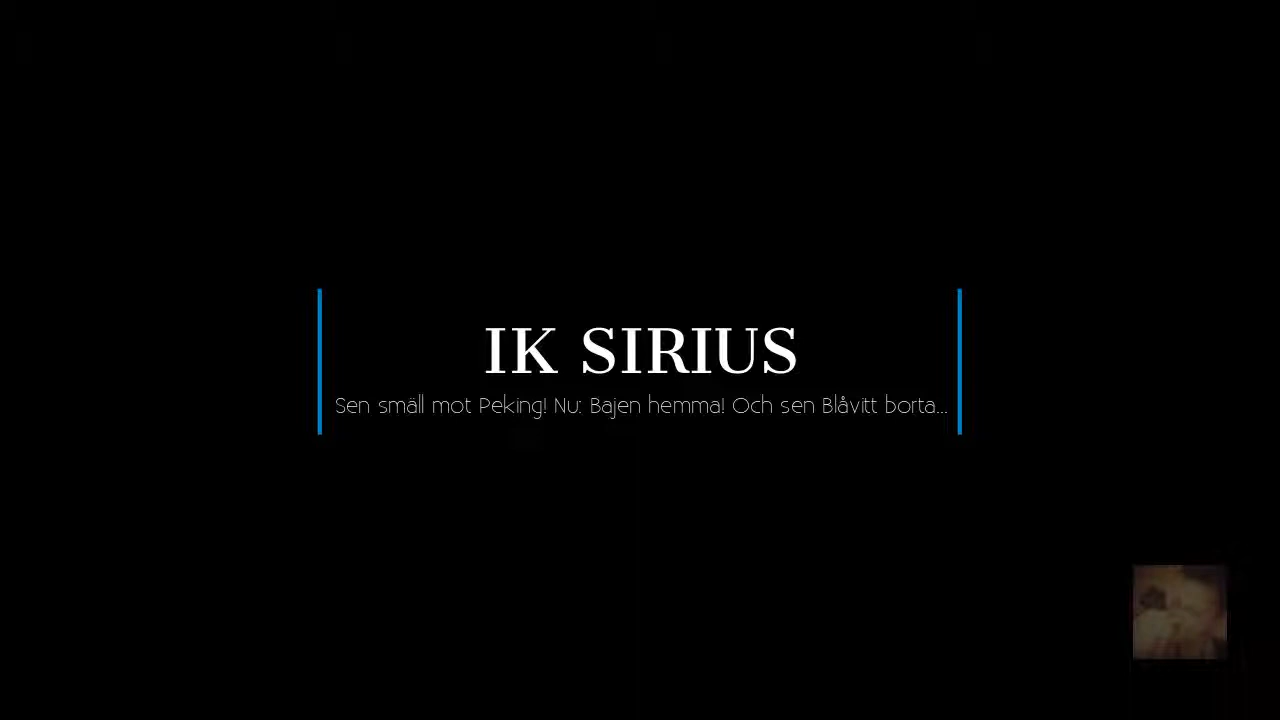 IK SIRIUS
Sen smäll mot Peking! Nu: Bajen hemma! Och sen Blåvitt borta...